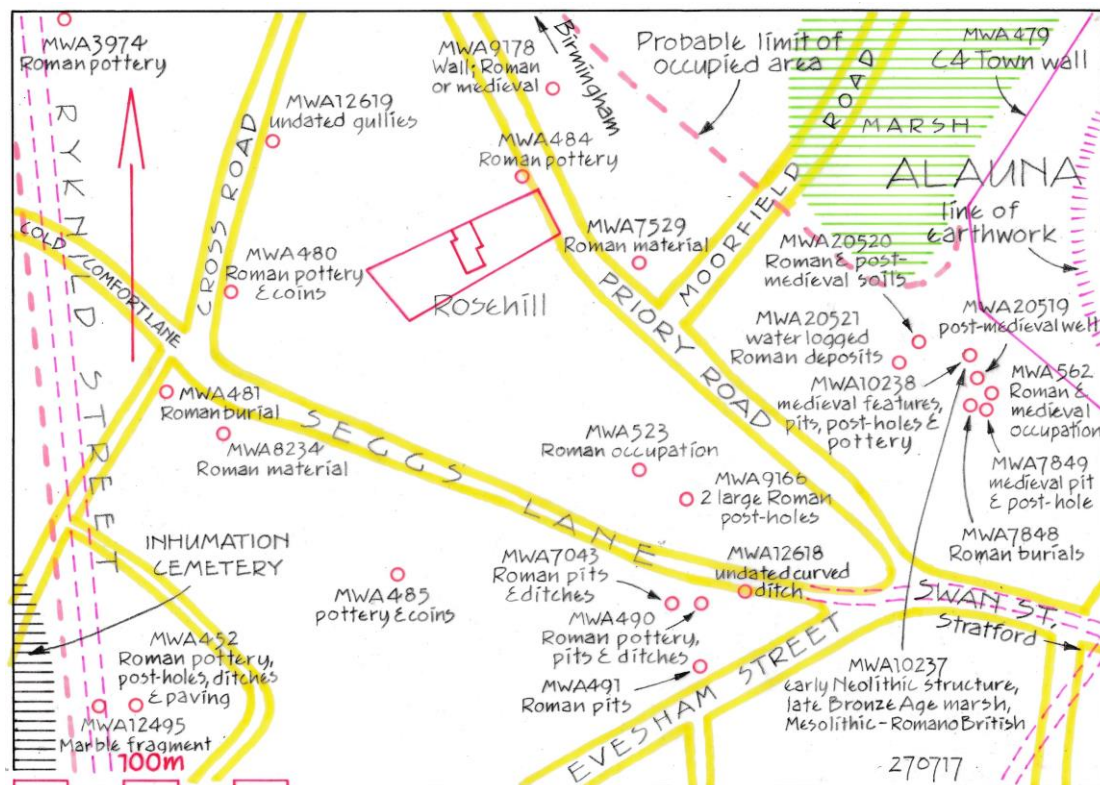 MWA3974
Roman pottery
MWA9178
Wall; Roman
or medieval
Birmingham
Probable limit of
occupied area
MWA479
C4 Town wall
MWA12619
undated gullies
MWA484
Roman pottery
MARSH
ALAUNA
line of
earthwork
RYKNILD STREET
COLD COMFORT LANE
CROSS ROAD
MWA480
Roman pottery
& coins
Rosehill
MWA7529
Roman material
MOORFIELD ROAD
PRIORY ROAD
MWA20520
Roman & post-
medieval soils
MWA20519
post-medieval well
MWA20521
water logged
Roman deposits
MWA10238
medieval features,
pits, post-holes &
pottery
MWA562
Roman &
medieval
occupation
MWA481
Roman burial
MWA8234
Roman material
SEGGS LANE
MWA523
Roman occupation
MWA9166
2 large Roman
post-holes
MWA7849
medieval pit
& post-hole
MWA7848
Roman burials
INHUMATION
CEMETERY
MWA485
pottery & coins
MWA7043
Roman pits
& ditches
MWA12618
undated curved
ditch
MWA490
Roman pottery,
pits & ditches
MWA491
Roman pits
EVESHAM STREET
SWAN ST.
Stratford
MWA452
Roman pottery,
post-holes, ditches
& paving
MWA12495
Marble fragment
100m
MWA10237
early Neolithic structure,
late Bronze Age marsh,
Mesolithic-Romano British
270717